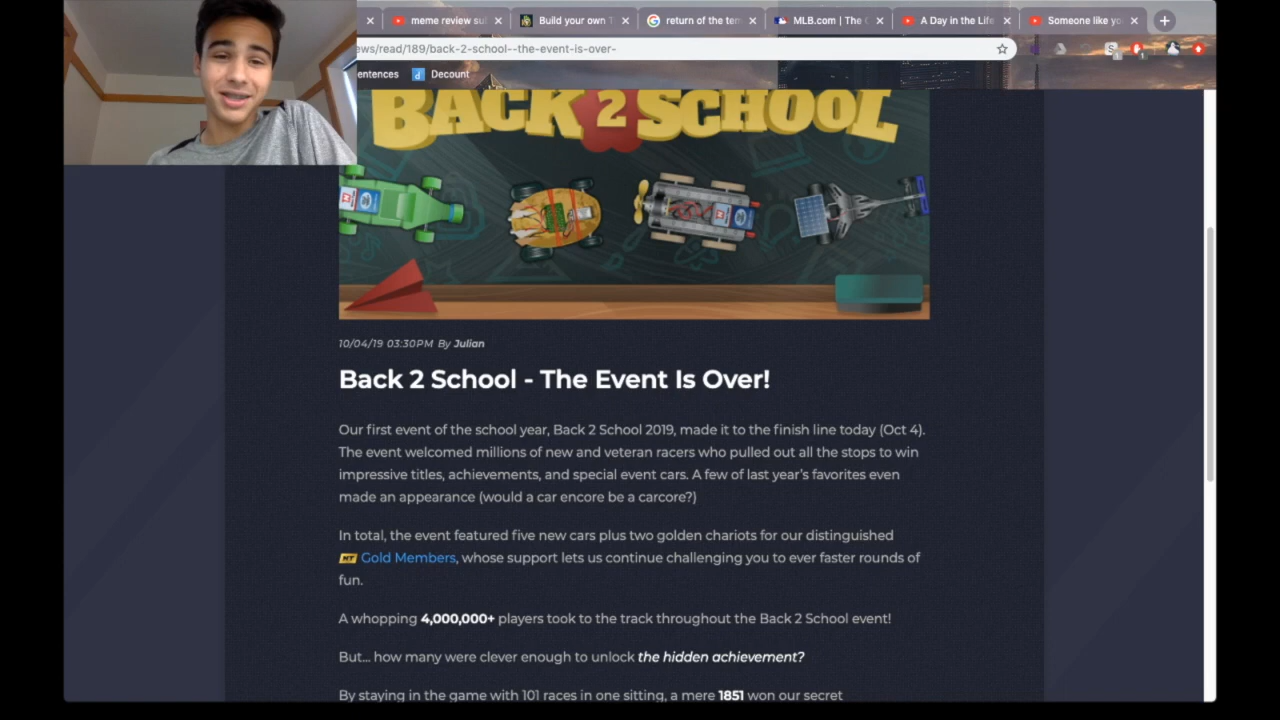 meme review su
Build your own
return of the tem
MLB.com | The
A Day in the Life
Someone like yo
ews/read/189/back-2-school--the-event-is-over-
entences
Decount
BACK 2 SCHOOL
10/04/19 03:30PM By Julian
Back 2 School - The Event Is Over!
Our first event of the school year, Back 2 School 2019, made it to the finish line today (Oct 4).
The event welcomed millions of new and veteran racers who pulled out all the stops to win
impressive titles, achievements, and special event cars. A few of last year's favorites even
made an appearance (would a car encore be a carcore?)
In total, the event featured five new cars plus two golden chariots for our distinguished
NT Gold Members, whose support lets us continue challenging you to ever faster rounds of
fun.
A whopping 4,000,000+ players took to the track throughout the Back 2 School event!
But... how many were clever enough to unlock the hidden achievement?
By staying in the game with 101 races in one sitting, a mere 1851 won our secret